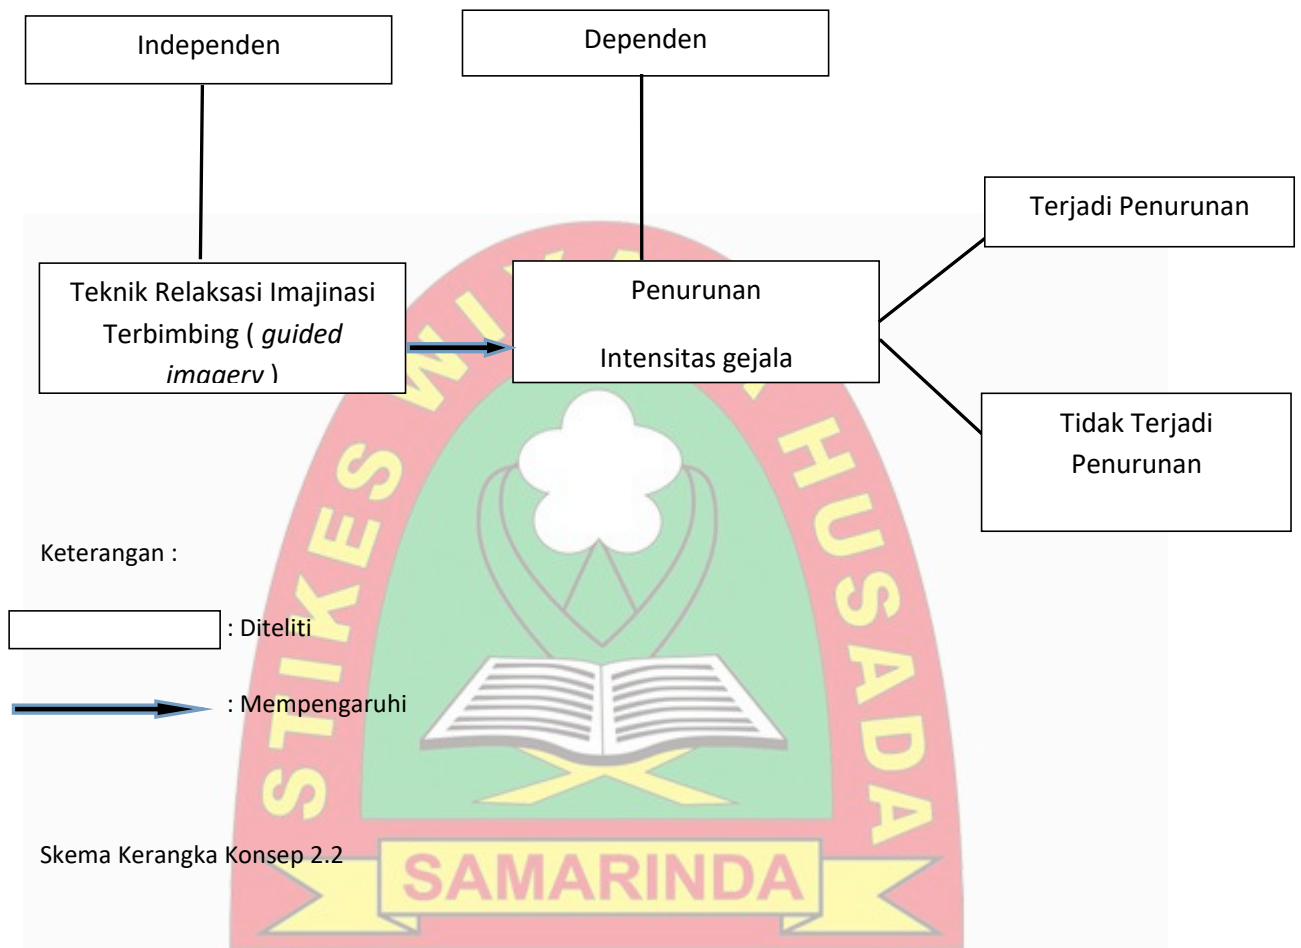 Independen
Dependen
Terjadi Penurunan
Teknik Relaksasi Imajinasi
Terbimbing ( guided
imagery )
Penurunan
Intensitas gejala
Tidak Terjadi
Penurunan
Keterangan :
: Diteliti
: Mempengaruhi
Skema Kerangka Konsep 2.2
STIKES WI HUSADA
SAMARINDA